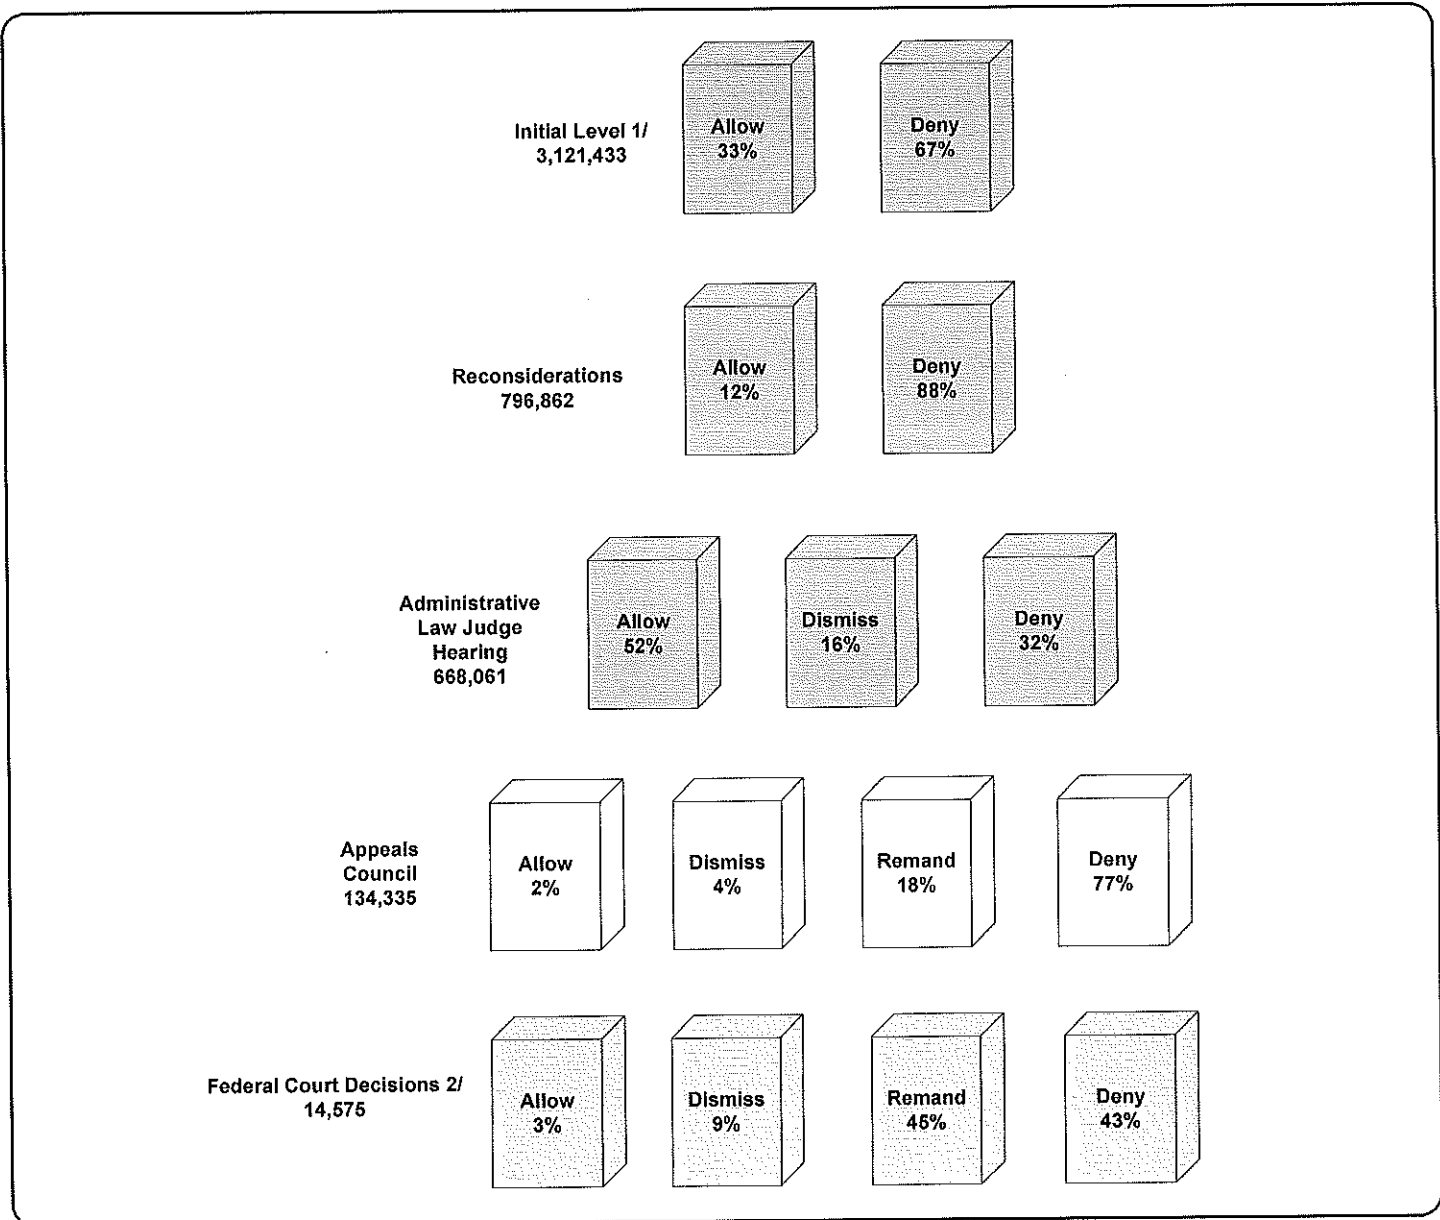 Initial Level 1/
3,121,433
Allow
33%
Deny
67%
Reconsiderations
796,862
Allow
12%
Deny
88%
Administrative
Law Judge
Hearing
668,061
Allow
52%
Dismiss
16%
Deny
32%
Appeals
Council
134,335
Allow
2%
Dismiss
4%
Remand
18%
Deny
77%
Federal Court Decisions 2/
14,575
Allow
3%
Dismiss
9%
Remand
45%
Deny
43%